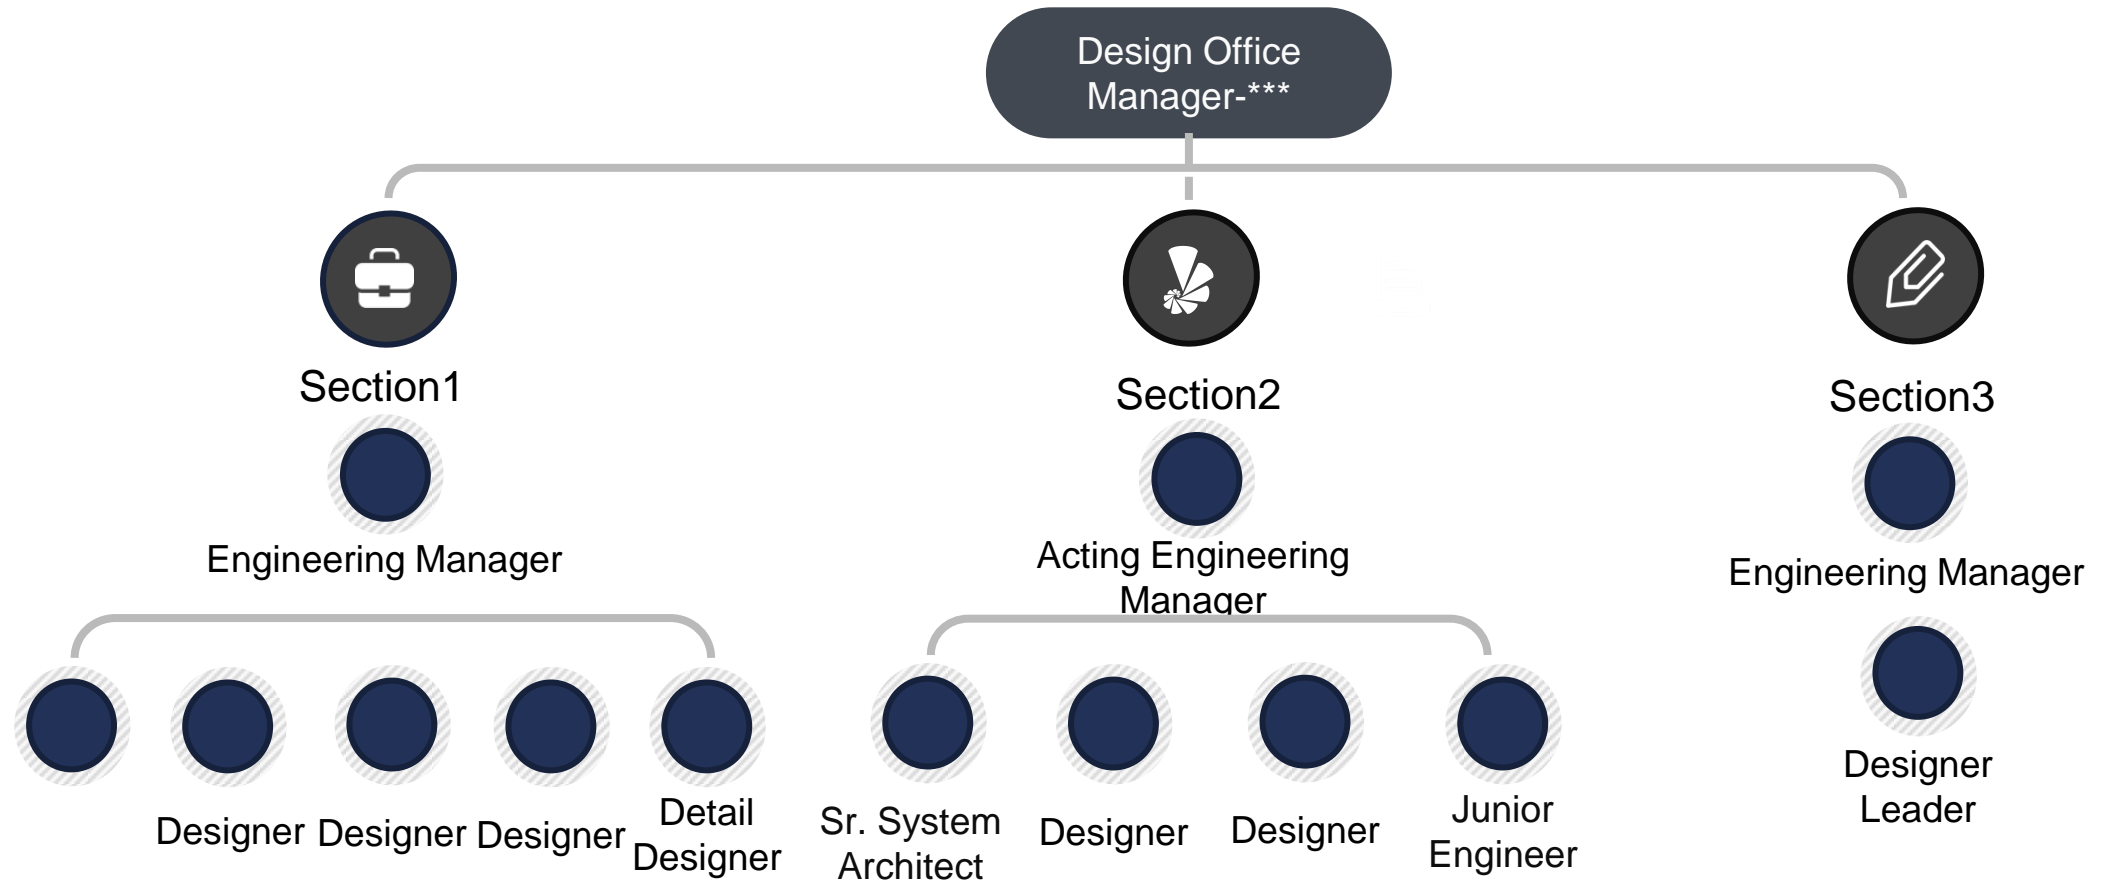 Design Office
Manager-***
Section1
Section2
Section3
Engineering Manager
Acting Engineering
Manager
Engineering Manager
Designer
Designer
Designer
Detail
Designer
Sr. System
Architect
Designer
Designer
Junior
Engineer
Designer
Leader